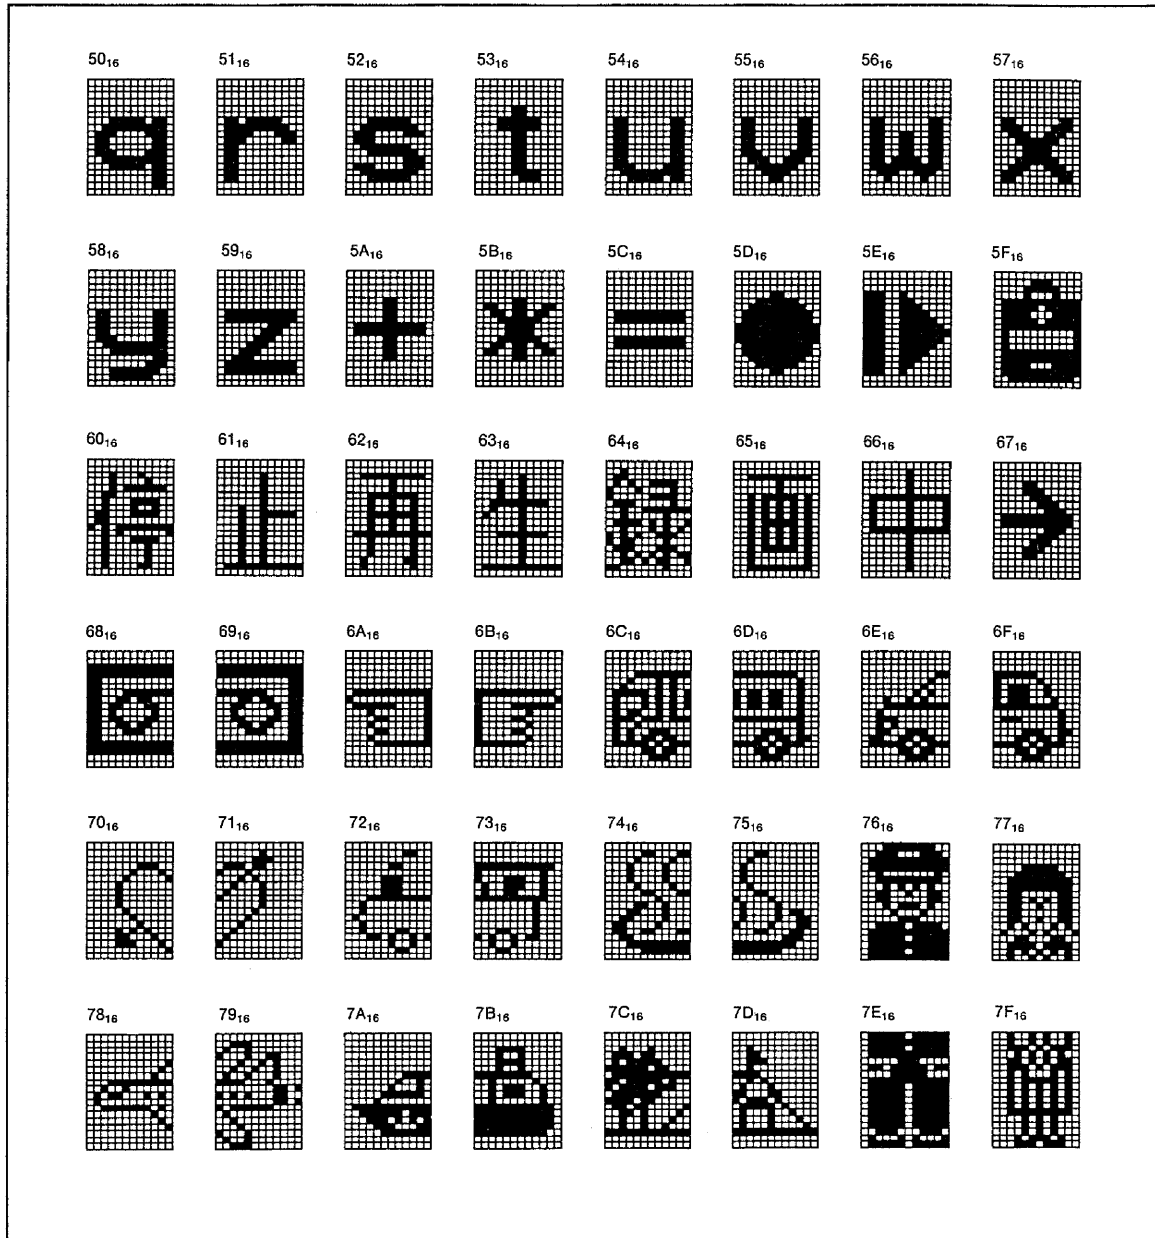 50₁₆ 51₁₆ 52₁₆ 53₁₆ 54₁₆ 55₁₆ 56₁₆ 57₁₆
q r s t u v w x
58₁₆ 59₁₆ 5A₁₆ 5B₁₆ 5C₁₆ 5D₁₆ 5E₁₆ 5F₁₆
y z + * =
60₁₆ 61₁₆ 62₁₆ 63₁₆ 64₁₆ 65₁₆ 66₁₆ 67₁₆
停 止 再 生 録 画 中 →
68₁₆ 69₁₆ 6A₁₆ 6B₁₆ 6C₁₆ 6D₁₆ 6E₁₆ 6F₁₆
70₁₆ 71₁₆ 72₁₆ 73₁₆ 74₁₆ 75₁₆ 76₁₆ 77₁₆
78₁₆ 79₁₆ 7A₁₆ 7B₁₆ 7C₁₆ 7D₁₆ 7E₁₆ 7F₁₆